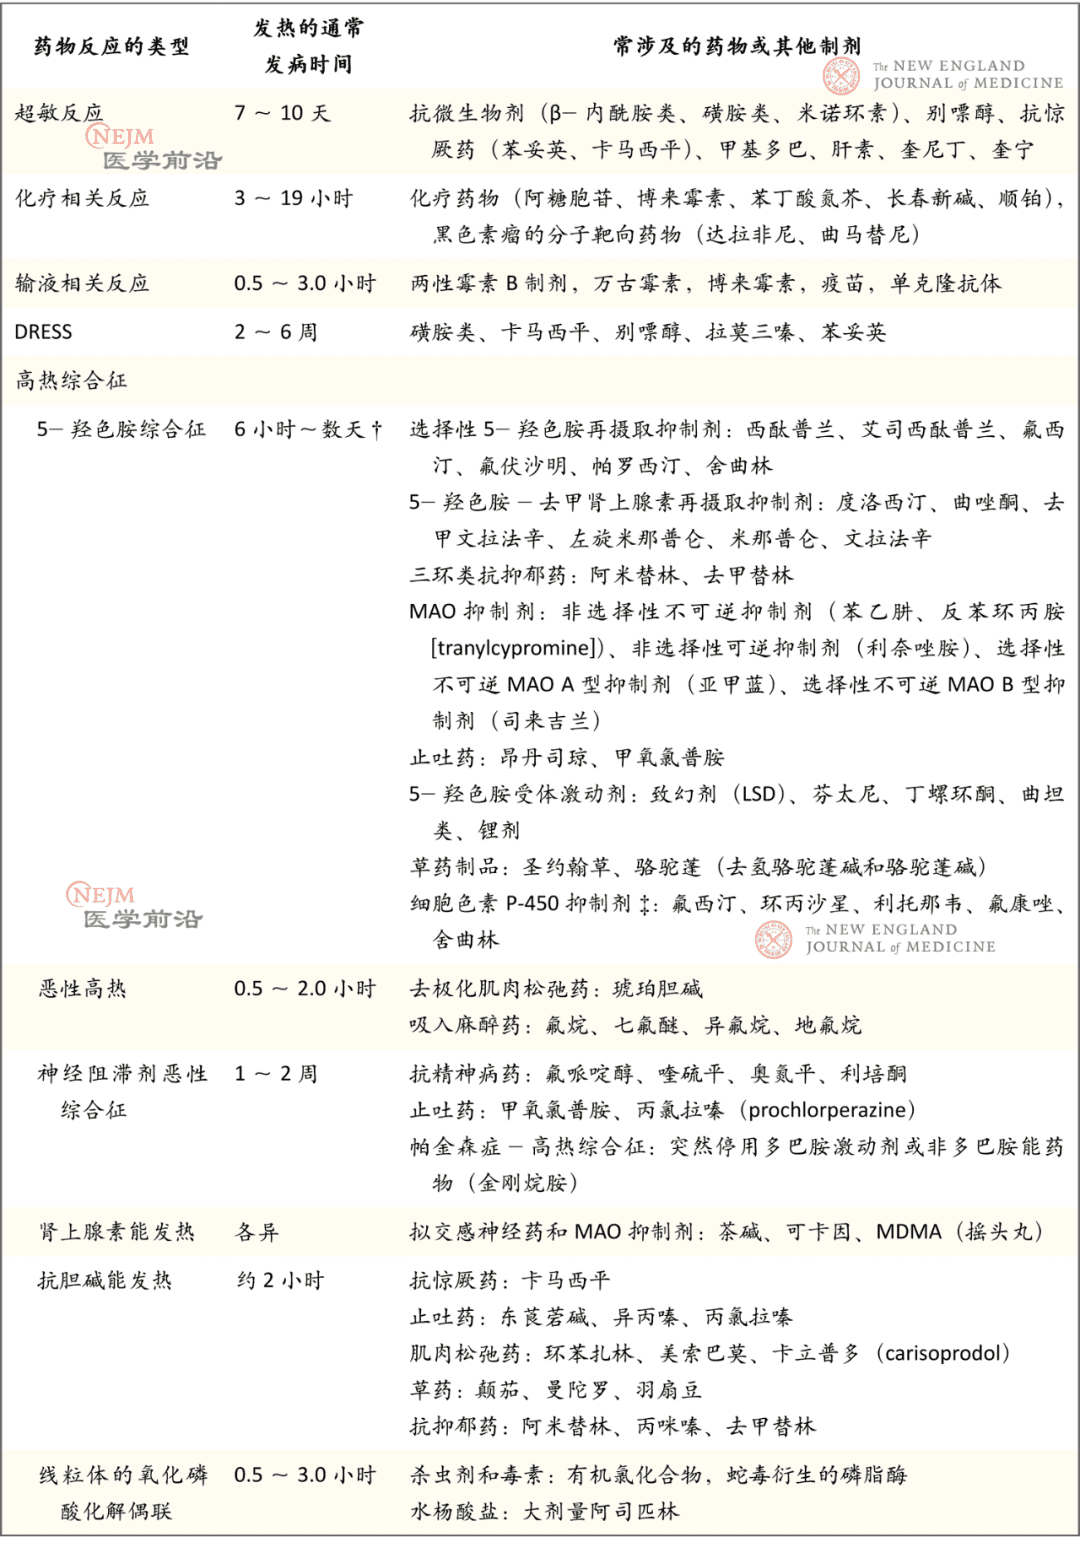 药物反应的类型
发热的通常
发病时间
常涉及的药物或其他制剂
The NEW ENGLAND
JOURNAL of MEDICINE
超敏反应
7 ~ 10 天
抗微生物剂（β— 内酰胺类、磺胺类、米诺环素）、别嘌醇、抗惊
厥药（苯妥英、卡马西平）、甲基多巴、肝素、奎尼丁、奎宁
NEJM
医学前沿
化疗相关反应
3 ~ 19 小时
化疗药物（阿糖胞苷、博来霉素、苯丁酸氮芥、长春新碱、顺铂），
黑色素瘤的分子靶向药物（达拉非尼、曲马替尼）
输液相关反应
0.5 ~ 3.0 小时
两性霉素 B 制剂，万古霉素，博来霉素，疫苗，单克隆抗体
DRESS
2 ~ 6 周
磺胺类、卡马西平、别嘌醇、拉莫三嗪、苯妥英
高热综合征
5— 羟色胺综合征
6 小时～数天 †
选择性 5— 羟色胺再摄取抑制剂：西酞普兰、艾司西酞普兰、氟西
汀、氟伏沙明、帕罗西汀、舍曲林
5— 羟色胺 — 去甲肾上腺素再摄取抑制剂：度洛西汀、曲唑酮、去
甲文拉法辛、左旋米那普仑、米那普仑、文拉法辛
三环类抗抑郁药：阿米替林、去甲替林
MAO 抑制剂：非选择性不可逆抑制剂（苯乙肼、反苯环丙胺
[tranylcypromine]）、非选择性可逆抑制剂（利奈唑胺）、选择性
不可逆 MAO A 型抑制剂（亚甲蓝）、选择性不可逆 MAO B 型抑
制剂（司来吉兰）
止吐药：昂丹司琼、甲氧氯普胺
5— 羟色胺受体激动剂：致幻剂（LSD）、芬太尼、丁螺环酮、曲坦
类、锂剂
草药制品：圣约翰草、骆驼蓬（去氢骆驼蓬碱和骆驼蓬碱）
细胞色素 P-450 抑制剂 ‡：氟西汀、环丙沙星、利托那韦、氟康唑、
舍曲林
NEJM
医学前沿
The NEW ENGLAND
JOURNAL of MEDICINE
恶性高热
0.5 ~ 2.0 小时
去极化肌肉松弛药：琥珀胆碱
吸入麻醉药：氟烷、七氟醚、异氟烷、地氟烷
神经阻滞剂恶性
综合征
1 ~ 2 周
抗精神病药：氟哌啶醇、喹硫平、奥氮平、利培酮
止吐药：甲氧氯普胺、丙氯拉嗪（prochlorperazine）
帕金森症 — 高热综合征：突然停用多巴胺激动剂或非多巴胺能药
物（金刚烷胺）
肾上腺素能发热
各异
拟交感神经药和 MAO 抑制剂：茶碱、可卡因、MDMA（摇头丸）
抗胆碱能发热
约 2 小时
抗惊厥药：卡马西平
止吐药：东莨菪碱、异丙嗪、丙氯拉嗪
肌肉松弛药：环苯扎林、美索巴莫、卡立普多（carisoprodol）
草药：颠茄、曼陀罗、羽扇豆
抗抑郁药：阿米替林、丙咪嗪、去甲替林
线粒体的氧化磷
酸化解偶联
0.5 ~ 3.0 小时
杀虫剂和毒素：有机氯化合物，蛇毒衍生的磷脂酶
水杨酸盐：大剂量阿司匹林